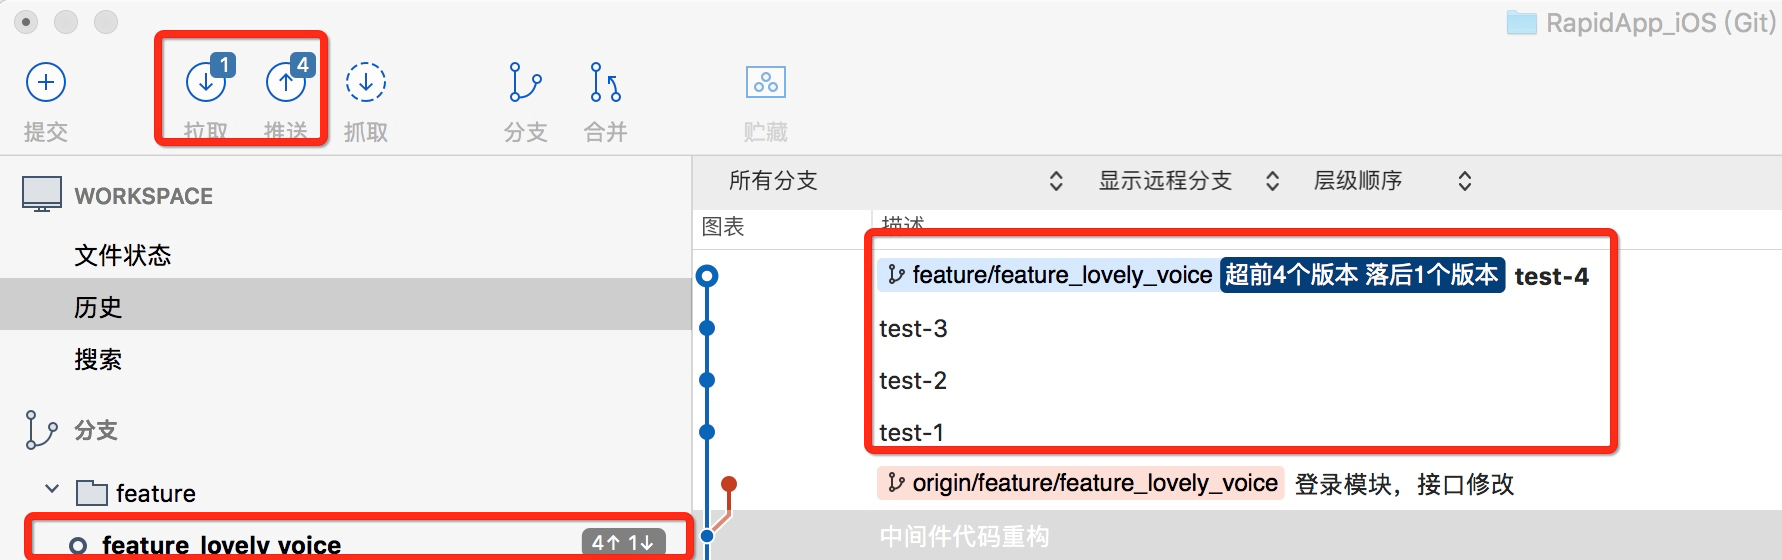 RapidApp_iOS (Git)
1
4
提交
拉取
推送
抓取
分支
合并
贮藏
WORKSPACE
文件状态
历史
搜索
分支
feature
feature_lovely_voice
4↑ 1↓
所有分支
显示远程分支
层级顺序
图表
描述
feature/feature_lovely_voice 超前4个版本 落后1个版本 test-4
test-3
test-2
test-1
origin/feature/feature_lovely_voice 登录模块，接口修改
中间件代码重构